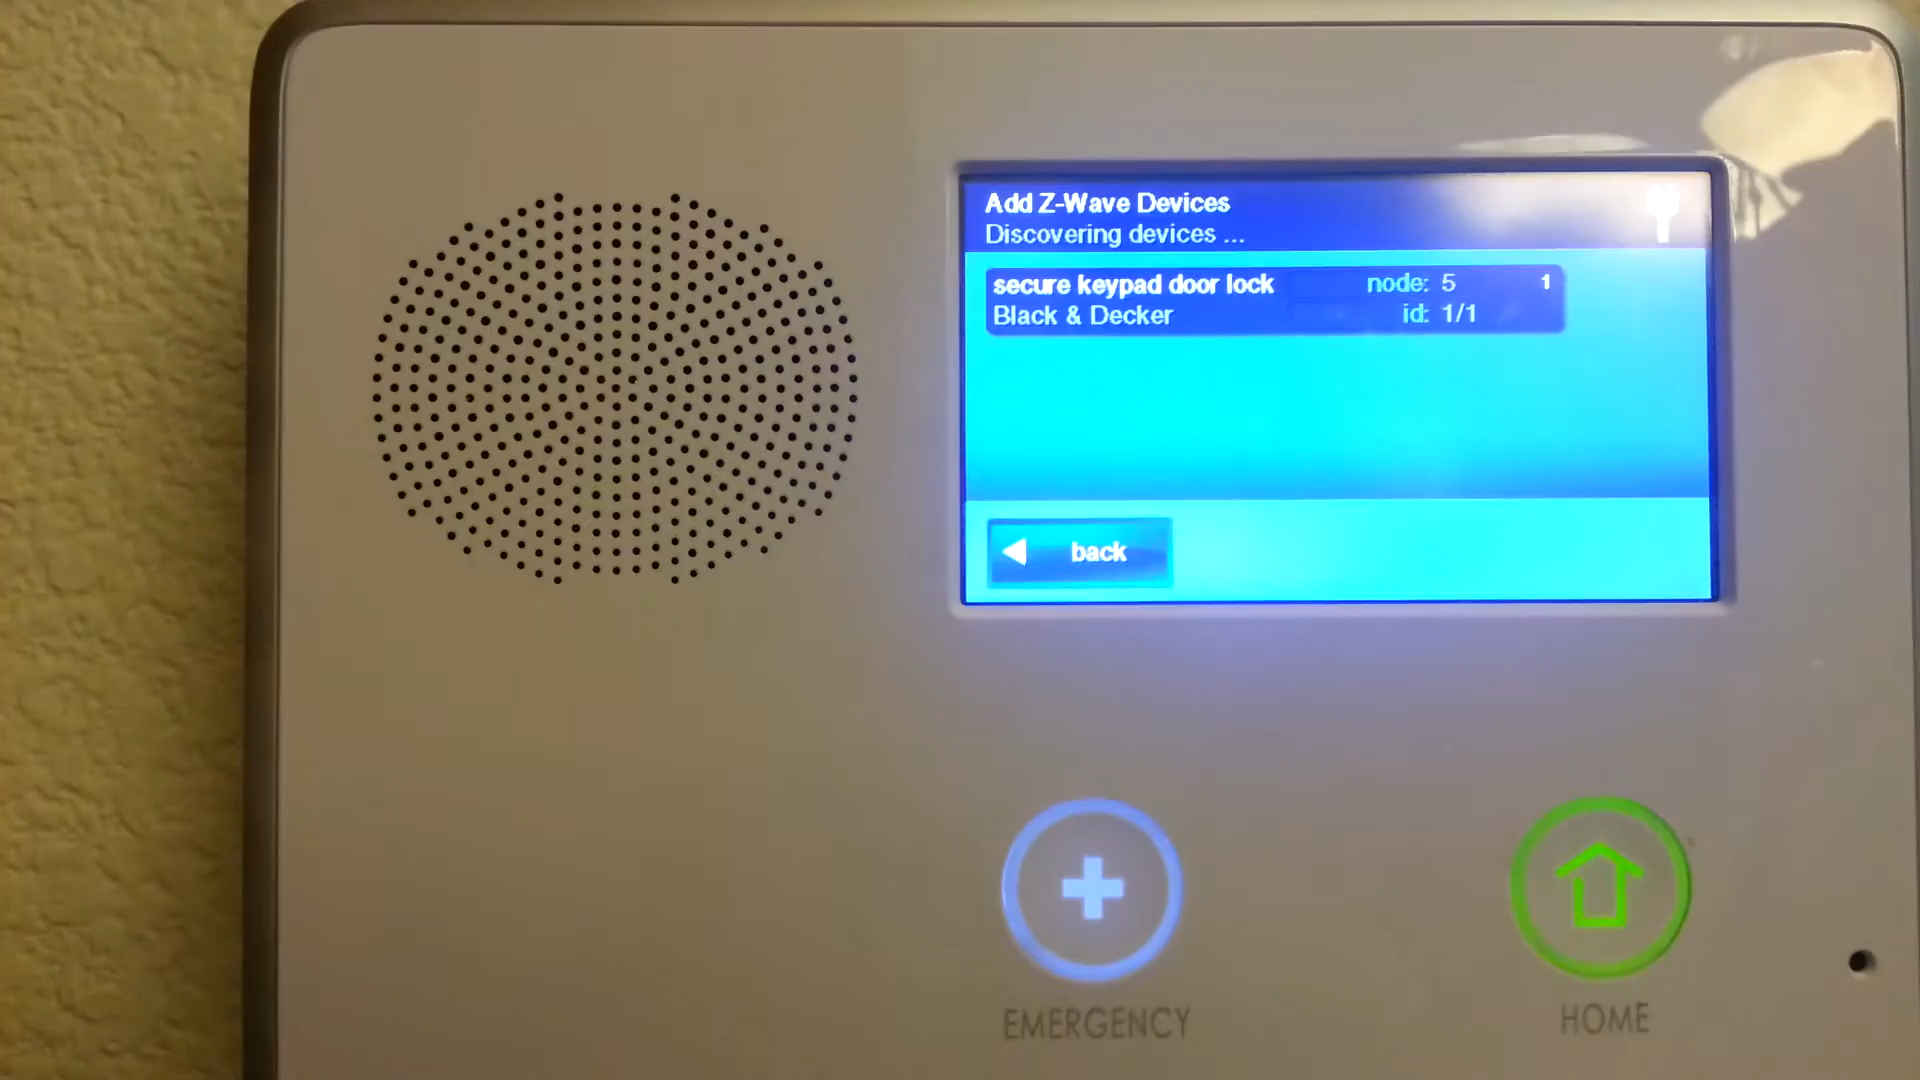 Add Z-Wave Devices
Discovering devices ...
secure keypad door lock node: 5 1
Black & Decker id: 1/1
back
EMERGENCY HOME